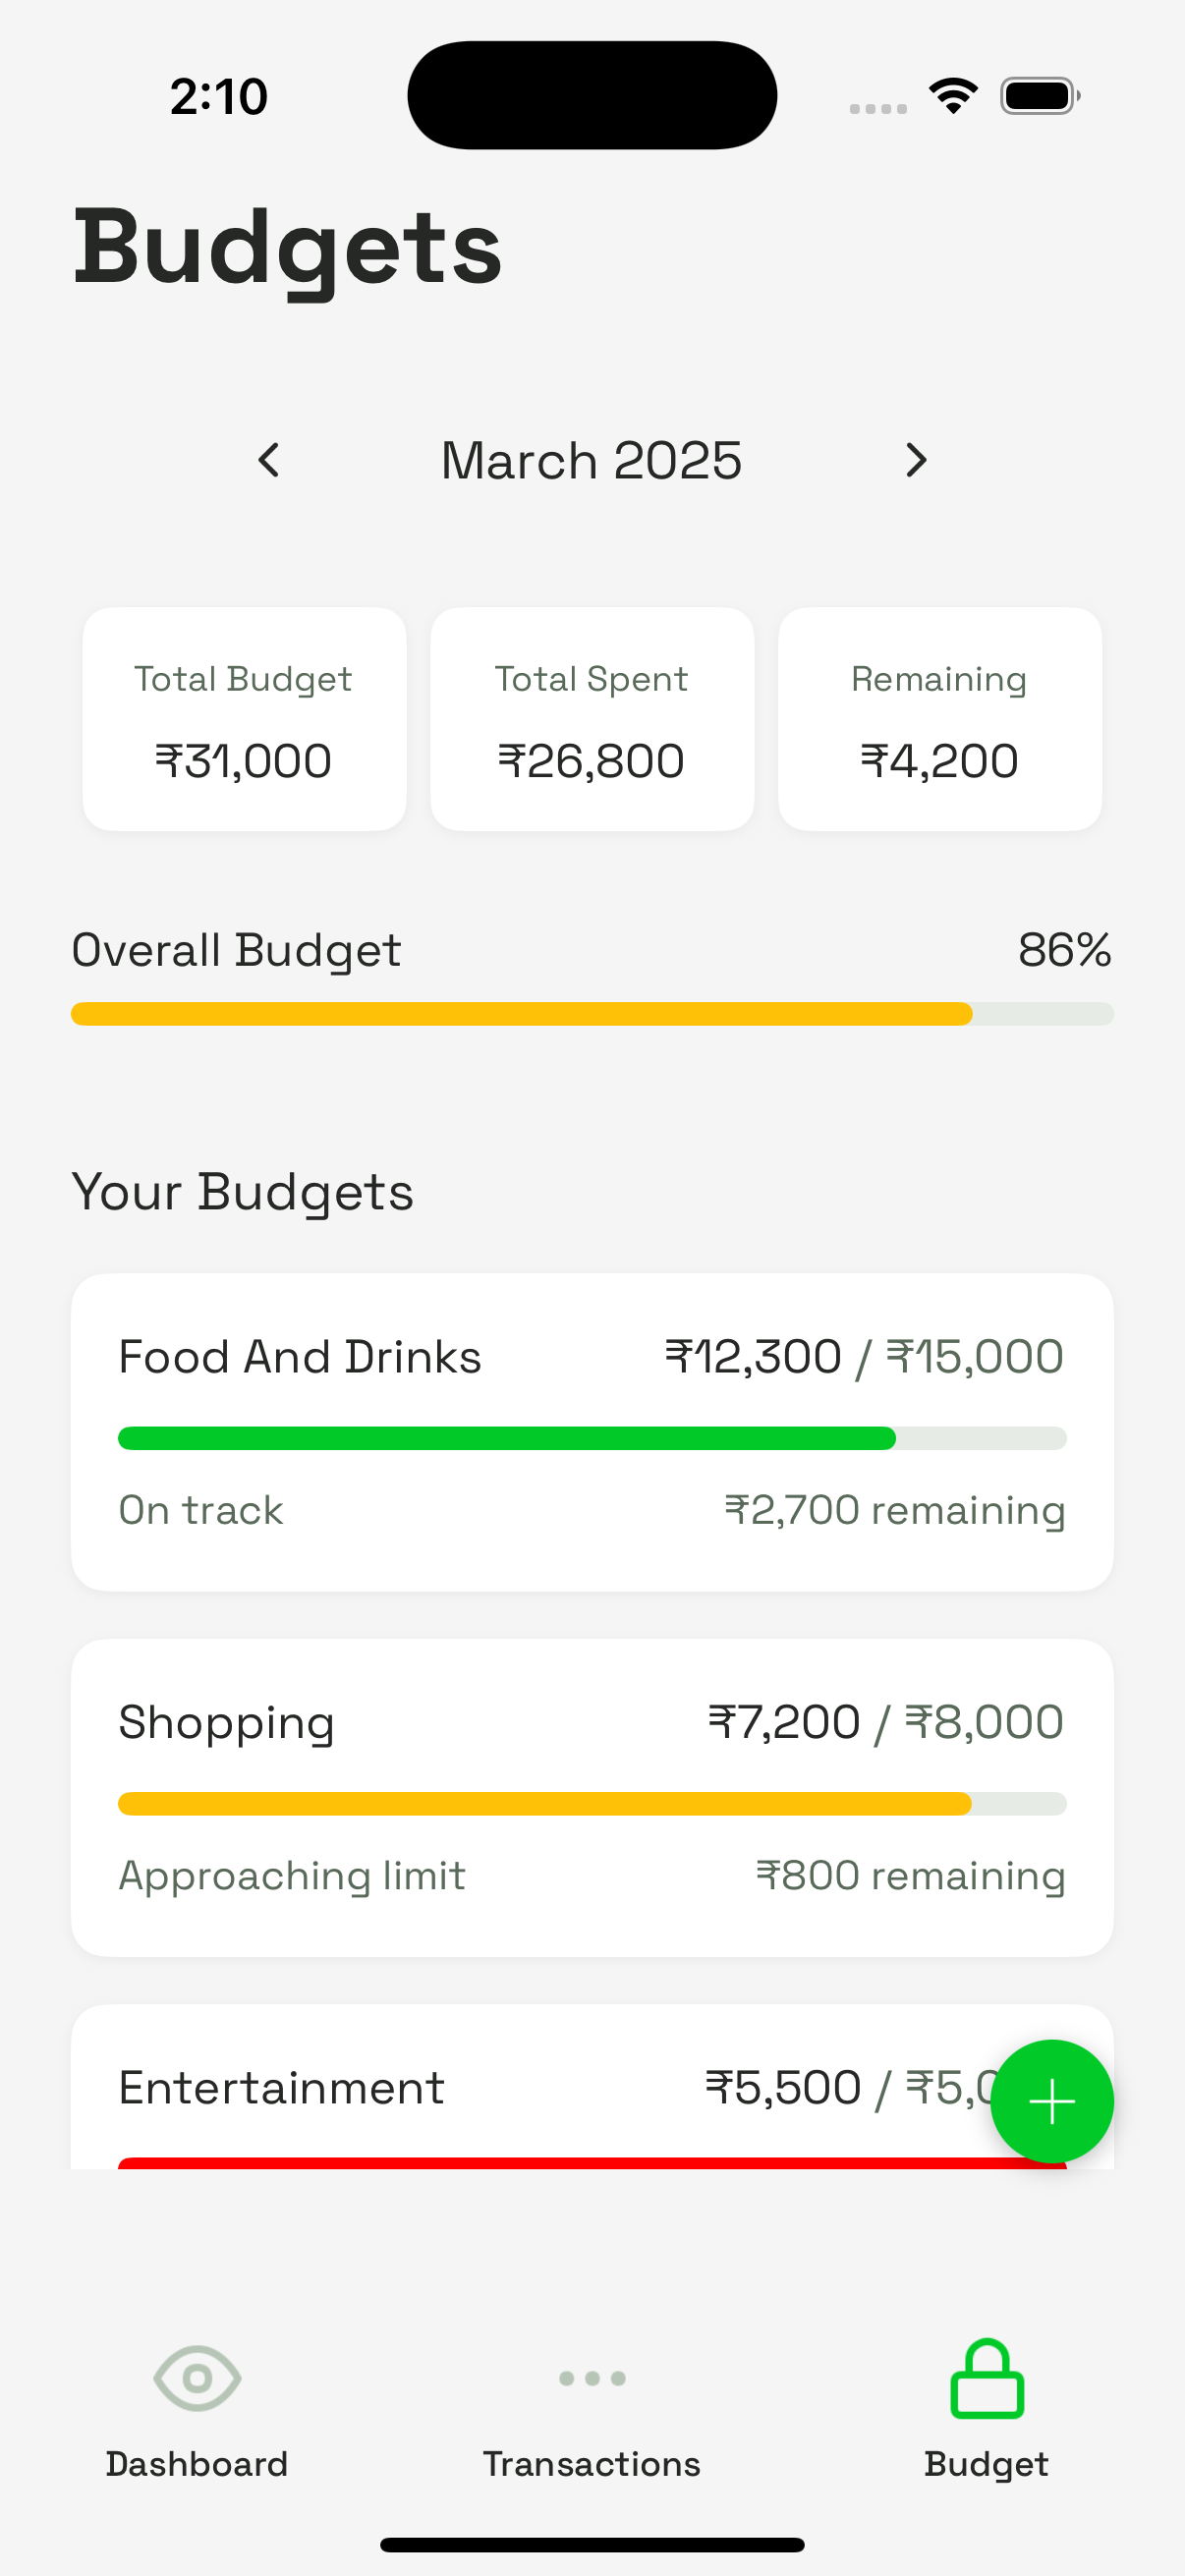 2:10
Budgets
March 2025
Total Budget Total Spent Remaining
₹31,000 ₹26,800 ₹4,200
Overall Budget 86%
Your Budgets
Food And Drinks ₹12,300 / ₹15,000
On track ₹2,700 remaining
Shopping ₹7,200 / ₹8,000
Approaching limit ₹800 remaining
Entertainment ₹5,500 /
Dashboard Transactions Budget